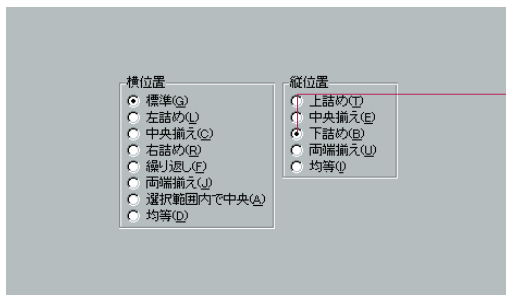 横位置
標準(G)
左詰め(L)
中央揃え(C)
右詰め(R)
繰り返し(F)
両端揃え(J)
選択範囲内で中央(A)
均等(D)
縦位置
上詰め(T)
中央揃え(E)
下詰め(B)
両端揃え(U)
均等(I)